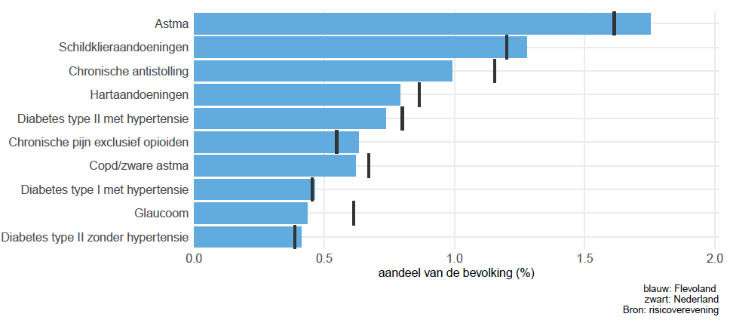 Astma
Schildklieraandoeningen
Chronische antistolling
Hartaandoeningen
Diabetes type II met hypertensie
Chronische pijn exclusief opioiden
Copd/zware astma
Diabetes type I met hypertensie
Glaucoom
Diabetes type II zonder hypertensie
0.0 0.5 1.0 1.5 2.0
aandeel van de bevolking (%)
blauw: Flevoland
zwart: Nederland
Bron: risicoverevening